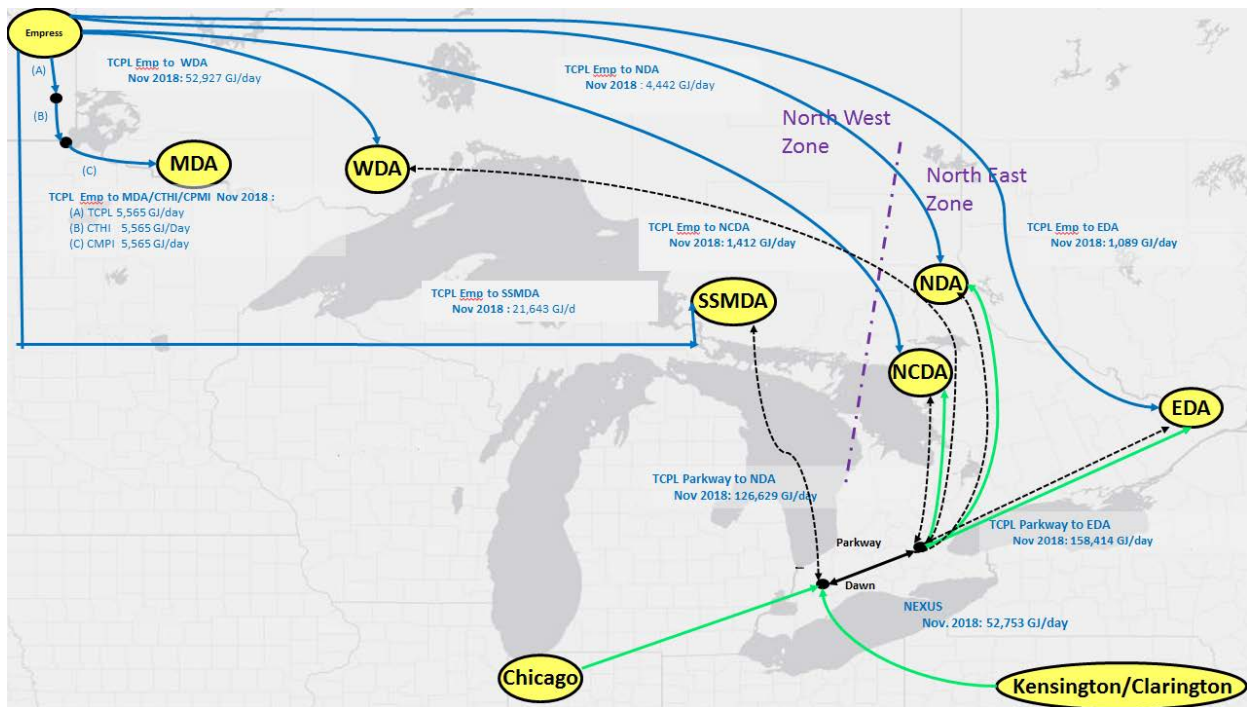 Empress
(A)
(B)
(C)
TCPL Emp to WDA
Nov 2018: 52,927 GJ/day
TCPL Emp to NDA
Nov 2018 : 4,442 GJ/day
North West
Zone
North East
Zone
MDA
WDA
TCPL Emp to MDA/CTHI/CPMI Nov 2018 :
(A) TCPL 5,565 GJ/day
(B) CTHI 5,565 GJ/Day
(C) CMPI 5,565 GJ/day
TCPL Emp to NCDA
Nov 2018: 1,412 GJ/day
TCPL Emp to EDA
Nov 2018: 1,089 GJ/day
TCPL Emp to SSMDA
Nov 2018 : 21,643 GJ/d
SSMDA
NDA
NCDA
EDA
TCPL Parkway to NDA
Nov 2018: 126,629 GJ/day
TCPL Parkway to EDA
Nov 2018: 158,414 GJ/day
Parkway
Dawn
NEXUS
Nov. 2018: 52,753 GJ/day
Chicago
Kensington/Clarington